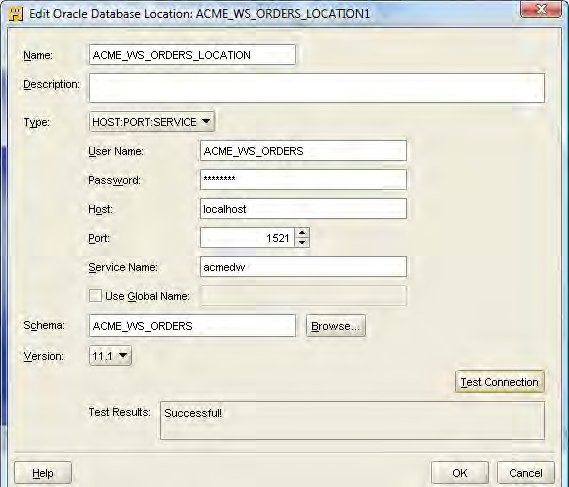 Edit Oracle Database Location: ACME_WS_ORDERS_LOCATION1
Name: ACME_WS_ORDERS_LOCATION
Description:
Type: HOST:PORT:SERVICE
User Name: ACME_WS_ORDERS
Password: ********
Host: localhost
Port: 1521
Service Name: acmedw
Use Global Name:
Schema: ACME_WS_ORDERS Browse...
Version: 11.1
Test Connection
Test Results: Successful!
Help OK Cancel